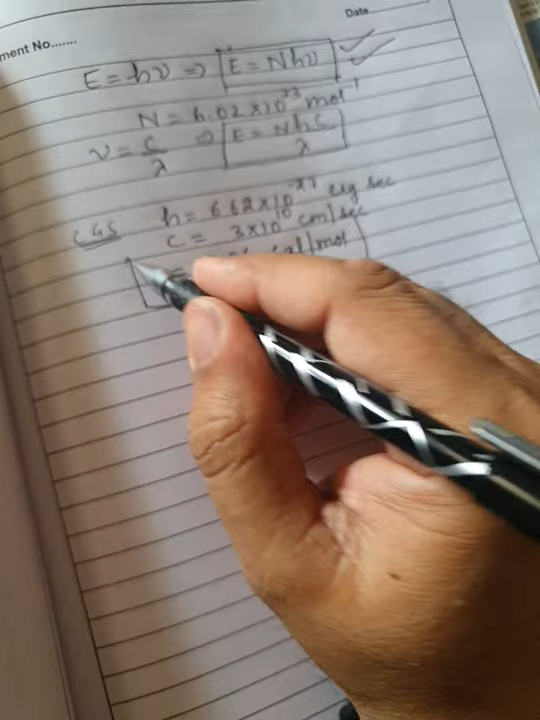 Date
ment No.......
E = hν ⇒ E = Nhν
N = 6.02×10²³ mol⁻¹
ν = c/λ ⇒ E = Nhc/λ
CGS h = 6.62×10⁻²⁷ erg sec
c = 3×10¹⁰ cm/sec
cal/mol